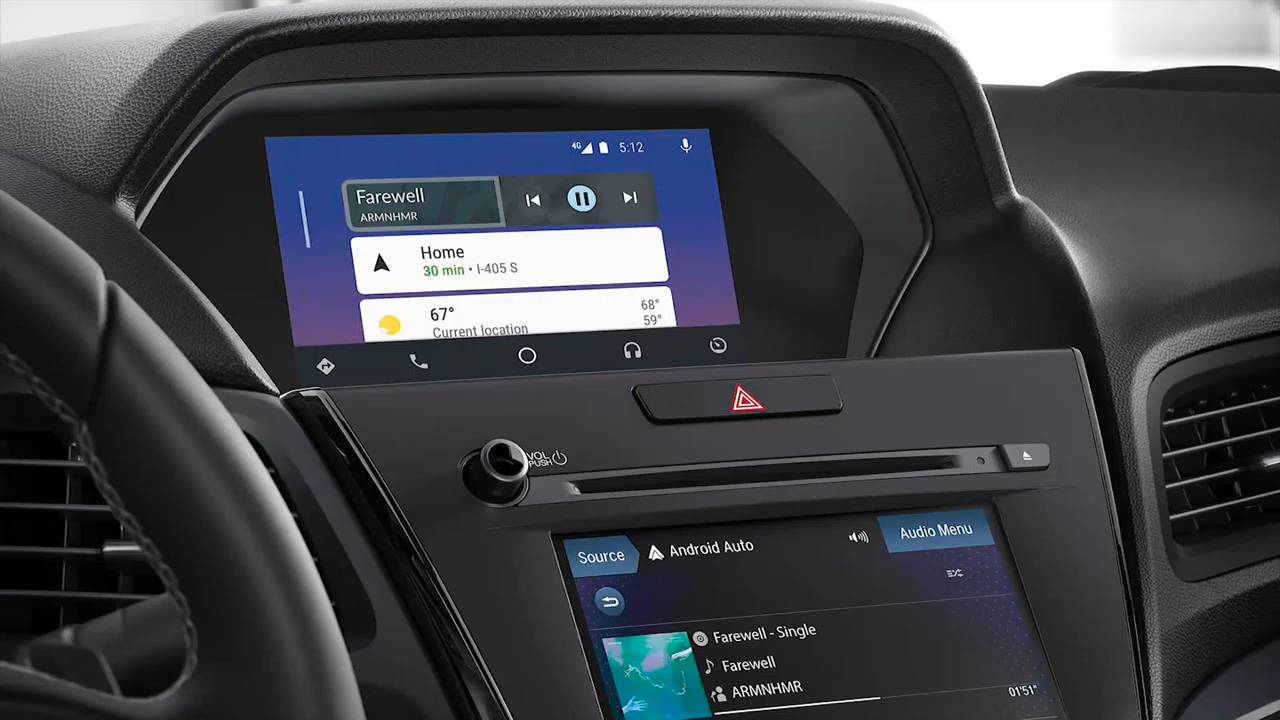 4G 5:12
Farewell
ARMNHMR
Home
30 min • I-405 S
67° 68°
Current location 59°
VOL
PUSH
Source Android Auto Audio Menu
Farewell - Single
Farewell
ARMNHMR
01'51"